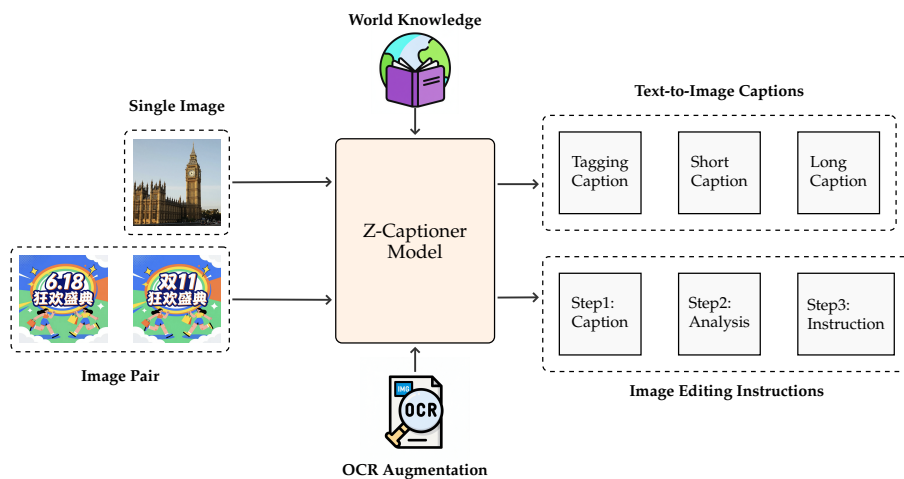 World Knowledge
Single Image
Text-to-Image Captions
Tagging
Caption
Short
Caption
Long
Caption
Z-Captioner
Model
6.18
狂欢盛典
双11
狂欢盛典
Step1:
Caption
Step2:
Analysis
Step3:
Instruction
Image Pair
Image Editing Instructions
IMG
OCR
OCR Augmentation